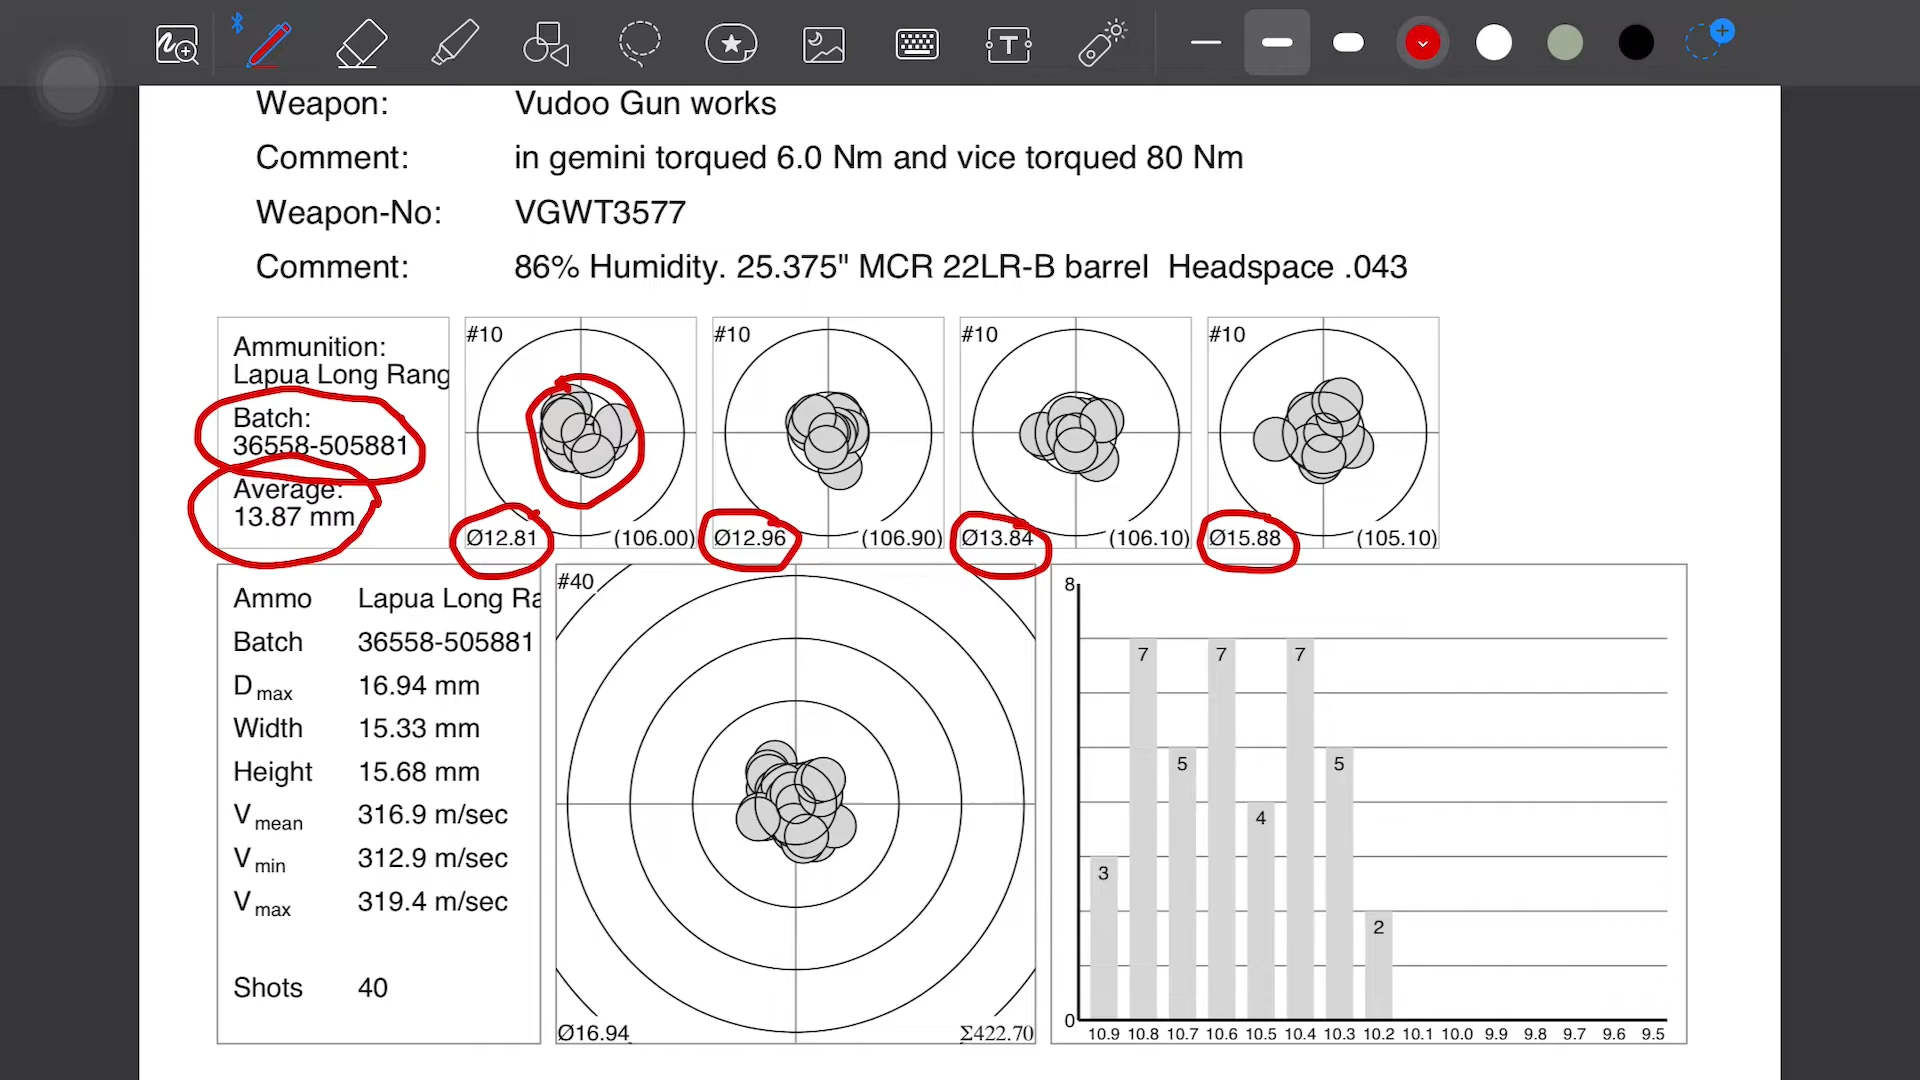 Weapon: Vudoo Gun works
Comment: in gemini torqued 6.0 Nm and vice torqued 80 Nm
Weapon-No: VGWT3577
Comment: 86% Humidity. 25.375" MCR 22LR-B barrel Headspace .043
Ammunition:
Lapua Long Rang
Batch:
36558-505881
Average:
13.87 mm
#10
Ø12.81 (106.00)
#10
Ø12.96 (106.90)
#10
Ø13.84 (106.10)
#10
Ø15.88 (105.10)
Ammo Lapua Long Ra
Batch 36558-505881
D max 16.94 mm
Width 15.33 mm
Height 15.68 mm
V mean 316.9 m/sec
V min 312.9 m/sec
V max 319.4 m/sec
Shots 40
#40
Ø16.94 Σ422.70
8
7 7 7
5 5
4
3
2
0
10.9 10.8 10.7 10.6 10.5 10.4 10.3 10.2 10.1 10.0 9.9 9.8 9.7 9.6 9.5